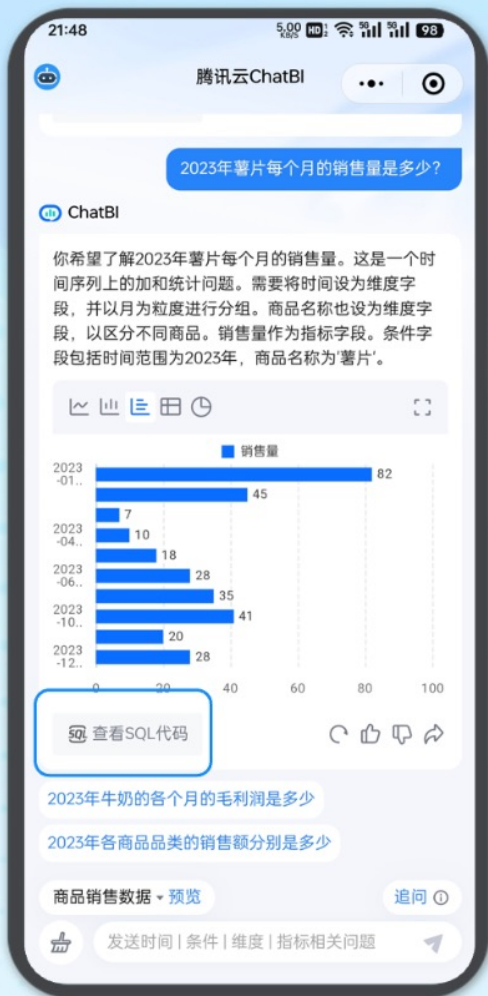 21:48
5.00 KB/S HD 5G 5G 98
腾讯云ChatBI
2023年薯片每个月的销售量是多少？
ChatBI
你希望了解2023年薯片每个月的销售量。这是一个时
间序列上的加和统计问题。需要将时间设为维度字
段，并以月为粒度进行分组。商品名称也设为维度字
段，以区分不同商品。销售量作为指标字段。条件字
段包括时间范围为2023年，商品名称为'薯片'。
销售量
2023
-01..
82
45
7
2023
-04..
10
18
2023
-06..
28
35
2023
-10..
41
20
2023
-12..
28
0 20 40 60 80 100
SQL 查看SQL代码
2023年牛奶的各个月的毛利润是多少
2023年各商品品类的销售额分别是多少
商品销售数据 预览
追问
发送时间 | 条件 | 维度 | 指标相关问题